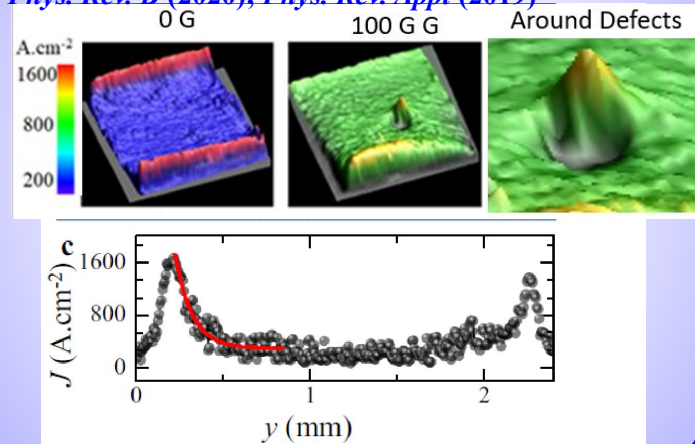 Phys. Rev. B (2020), Phys. Rev. Appl (2019)
0 G
100 G G
Around Defects
A.cm-2
1600
800
200
c
1600
800
0
J (A.cm-2)
0
1
2
y (mm)